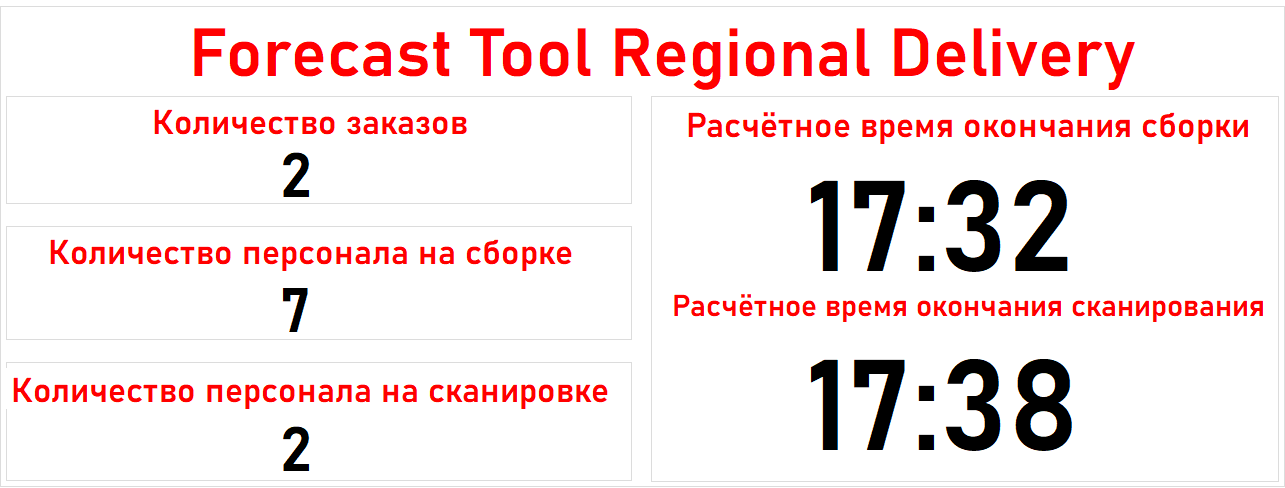 Forecast Tool Regional Delivery
Количество заказов
2
Количество персонала на сборке
7
Количество персонала на сканировке
2
Расчётное время окончания сборки
17:32
Расчётное время окончания сканирования
17:38